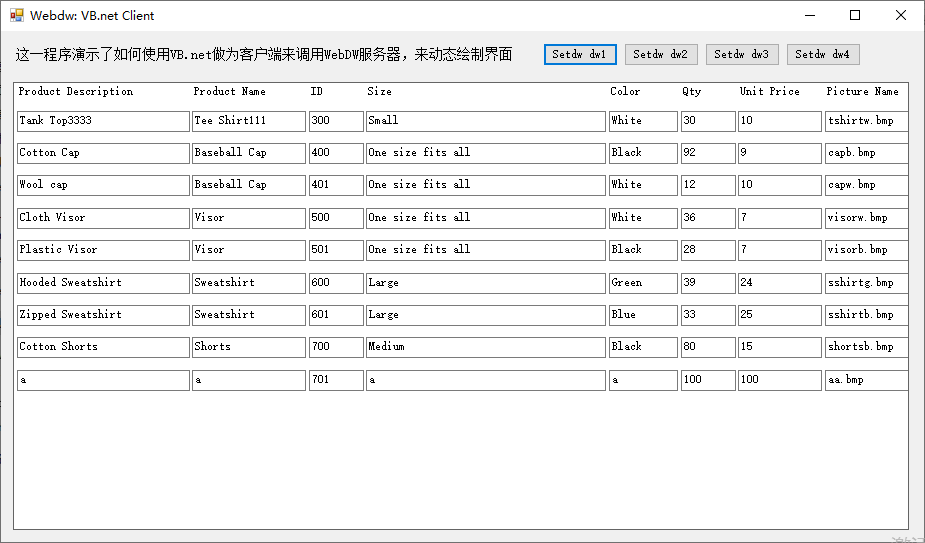 Webdw: VB.net Client
这一程序演示了如何使用VB.net做为客户端来调用WebDW服务器，来动态绘制界面 Setdw dw1 Setdw dw2 Setdw dw3 Setdw dw4
Product Description Product Name ID Size Color Qty Unit Price Picture Name
Tank Top3333 Tee Shirt111 300 Small White 30 10 tshirtw.bmp
Cotton Cap Baseball Cap 400 One size fits all Black 92 9 capb.bmp
Wool cap Baseball Cap 401 One size fits all White 12 10 capw.bmp
Cloth Visor Visor 500 One size fits all White 36 7 visorw.bmp
Plastic Visor Visor 501 One size fits all Black 28 7 visorb.bmp
Hooded Sweatshirt Sweatshirt 600 Large Green 39 24 sshirtg.bmp
Zipped Sweatshirt Sweatshirt 601 Large Blue 33 25 sshirtb.bmp
Cotton Shorts Shorts 700 Medium Black 80 15 shortsb.bmp
a a 701 a a 100 100 aa.bmp